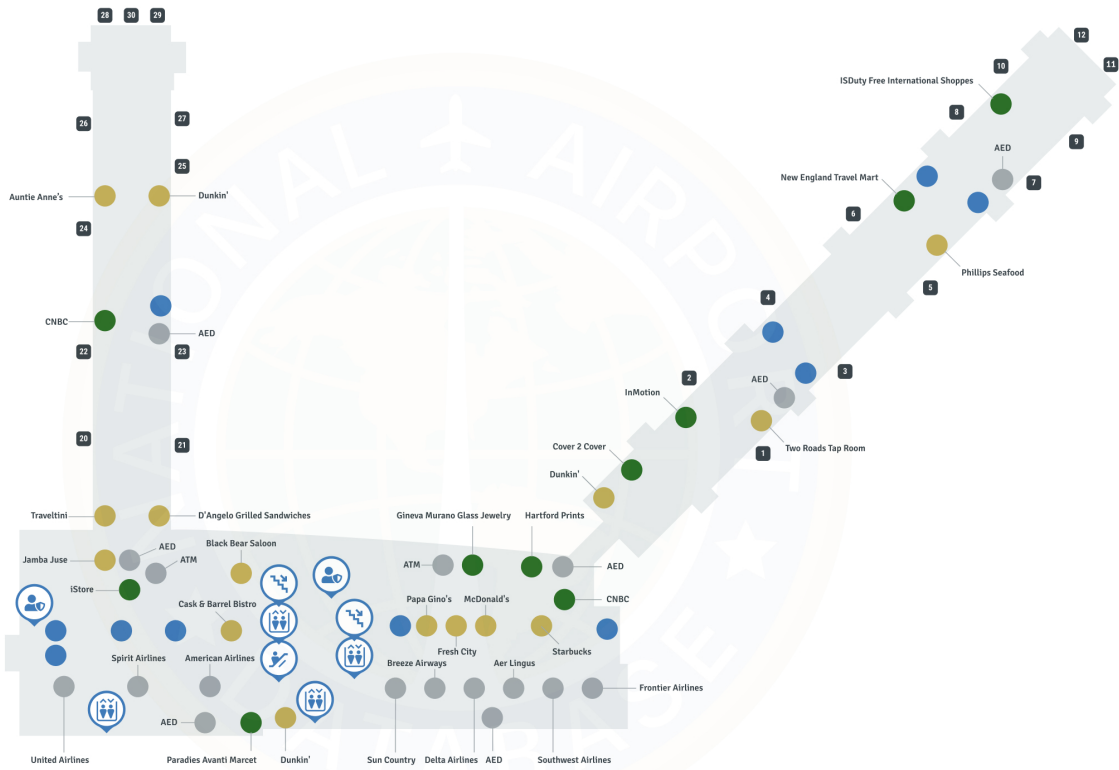 28
30
29
12
10
11
ISDuty Free International Shoppes
8
26
27
9
AED
25
New England Travel Mart
7
Auntie Anne's
Dunkin'
6
24
Phillips Seafood
5
4
CNBC
AED
22
23
3
2
AED
InMotion
20
21
Cover 2 Cover
Two Roads Tap Room
1
Dunkin'
Traveltini
D'Angelo Grilled Sandwiches
Gineva Murano Glass Jewelry
Hartford Prints
AED
Black Bear Saloon
Jamba Juse
ATM
ATM
AED
iStore
Cask & Barrel Bistro
Papa Gino's
McDonald's
CNBC
Fresh City
Starbucks
Spirit Airlines
American Airlines
Breeze Airways
Aer Lingus
Frontier Airlines
AED
United Airlines
Paradies Avanti Marcet
Dunkin'
Sun Country
Delta Airlines
AED
Southwest Airlines
NATIONAL AIRPORT
DATABASE